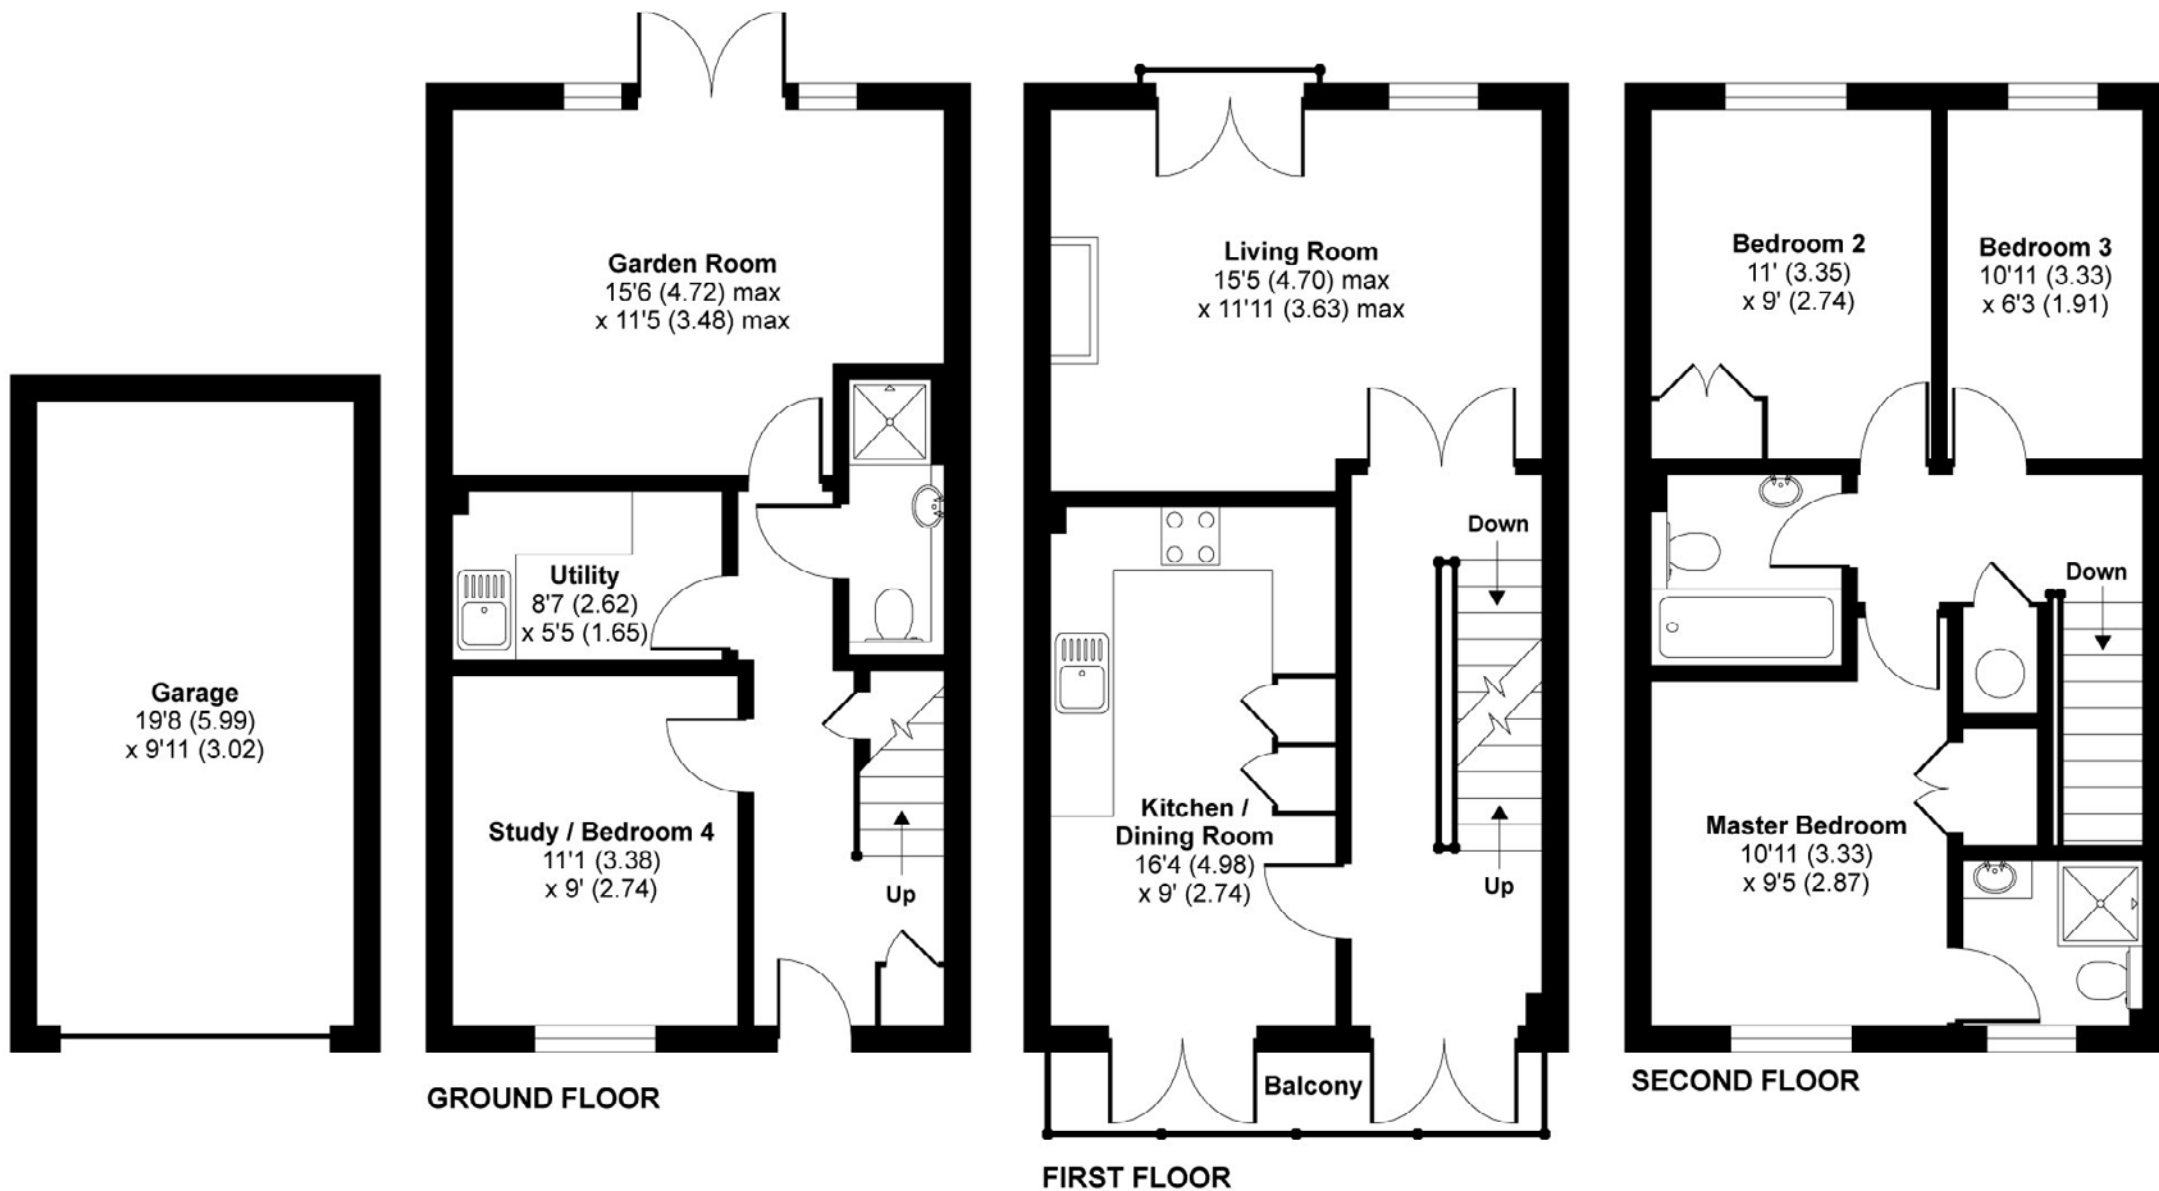 Garage
19'8 (5.99)
x 9'11 (3.02)
Garden Room
15'6 (4.72) max
x 11'5 (3.48) max
Utility
8'7 (2.62)
x 5'5 (1.65)
Study / Bedroom 4
11'1 (3.38)
x 9' (2.74)
Up
GROUND FLOOR
Living Room
15'5 (4.70) max
x 11'11 (3.63) max
Down
Kitchen /
Dining Room
16'4 (4.98)
x 9' (2.74)
Up
Balcony
FIRST FLOOR
Bedroom 2
11' (3.35)
x 9' (2.74)
Bedroom 3
10'11 (3.33)
x 6'3 (1.91)
Down
Master Bedroom
10'11 (3.33)
x 9'5 (2.87)
SECOND FLOOR